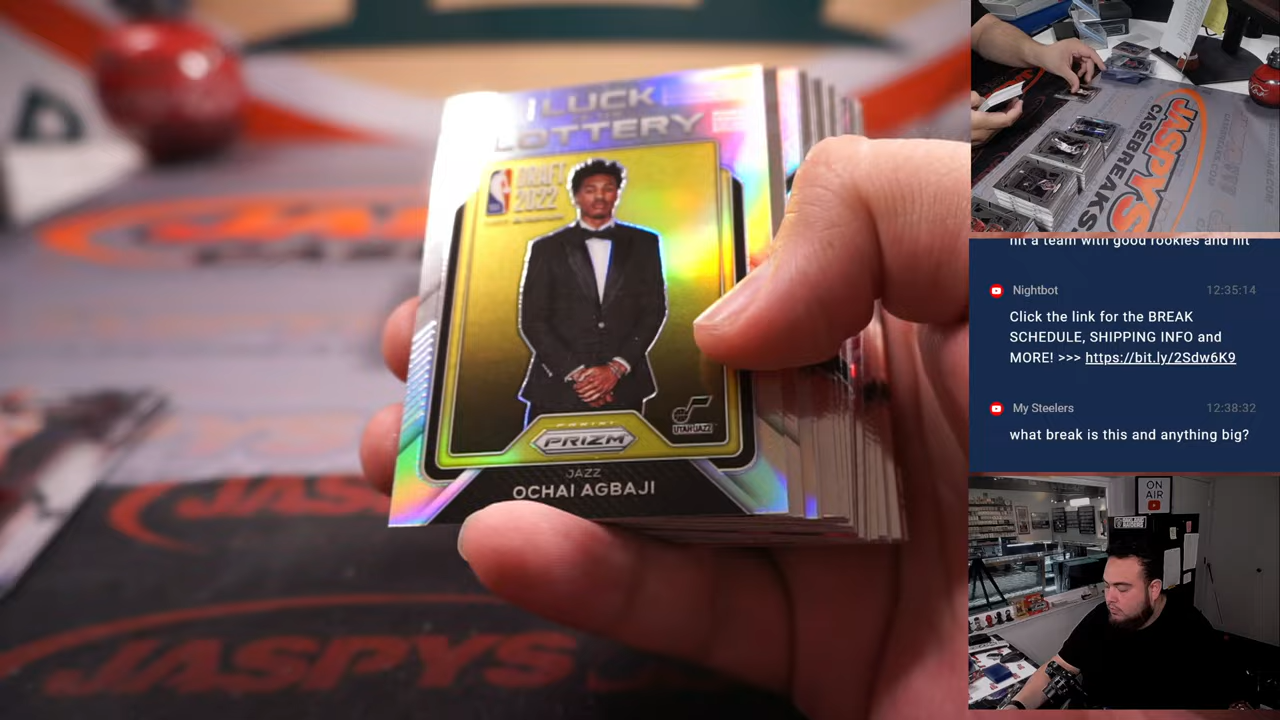 LUCK
LOTTERY
DRAFT
2022
PANINI
PRIZM
UTAH JAZZ
JAZZ
OCHAI AGBAJI
JASPYS
JASPYS
CASEBREAKS
hit a team with good rookies and hit
Nightbot 12:35:14
Click the link for the BREAK
SCHEDULE, SHIPPING INFO and
MORE! >>> https://bit.ly/2Sdw6K9
My Steelers 12:38:32
what break is this and anything big?
ON
AIR